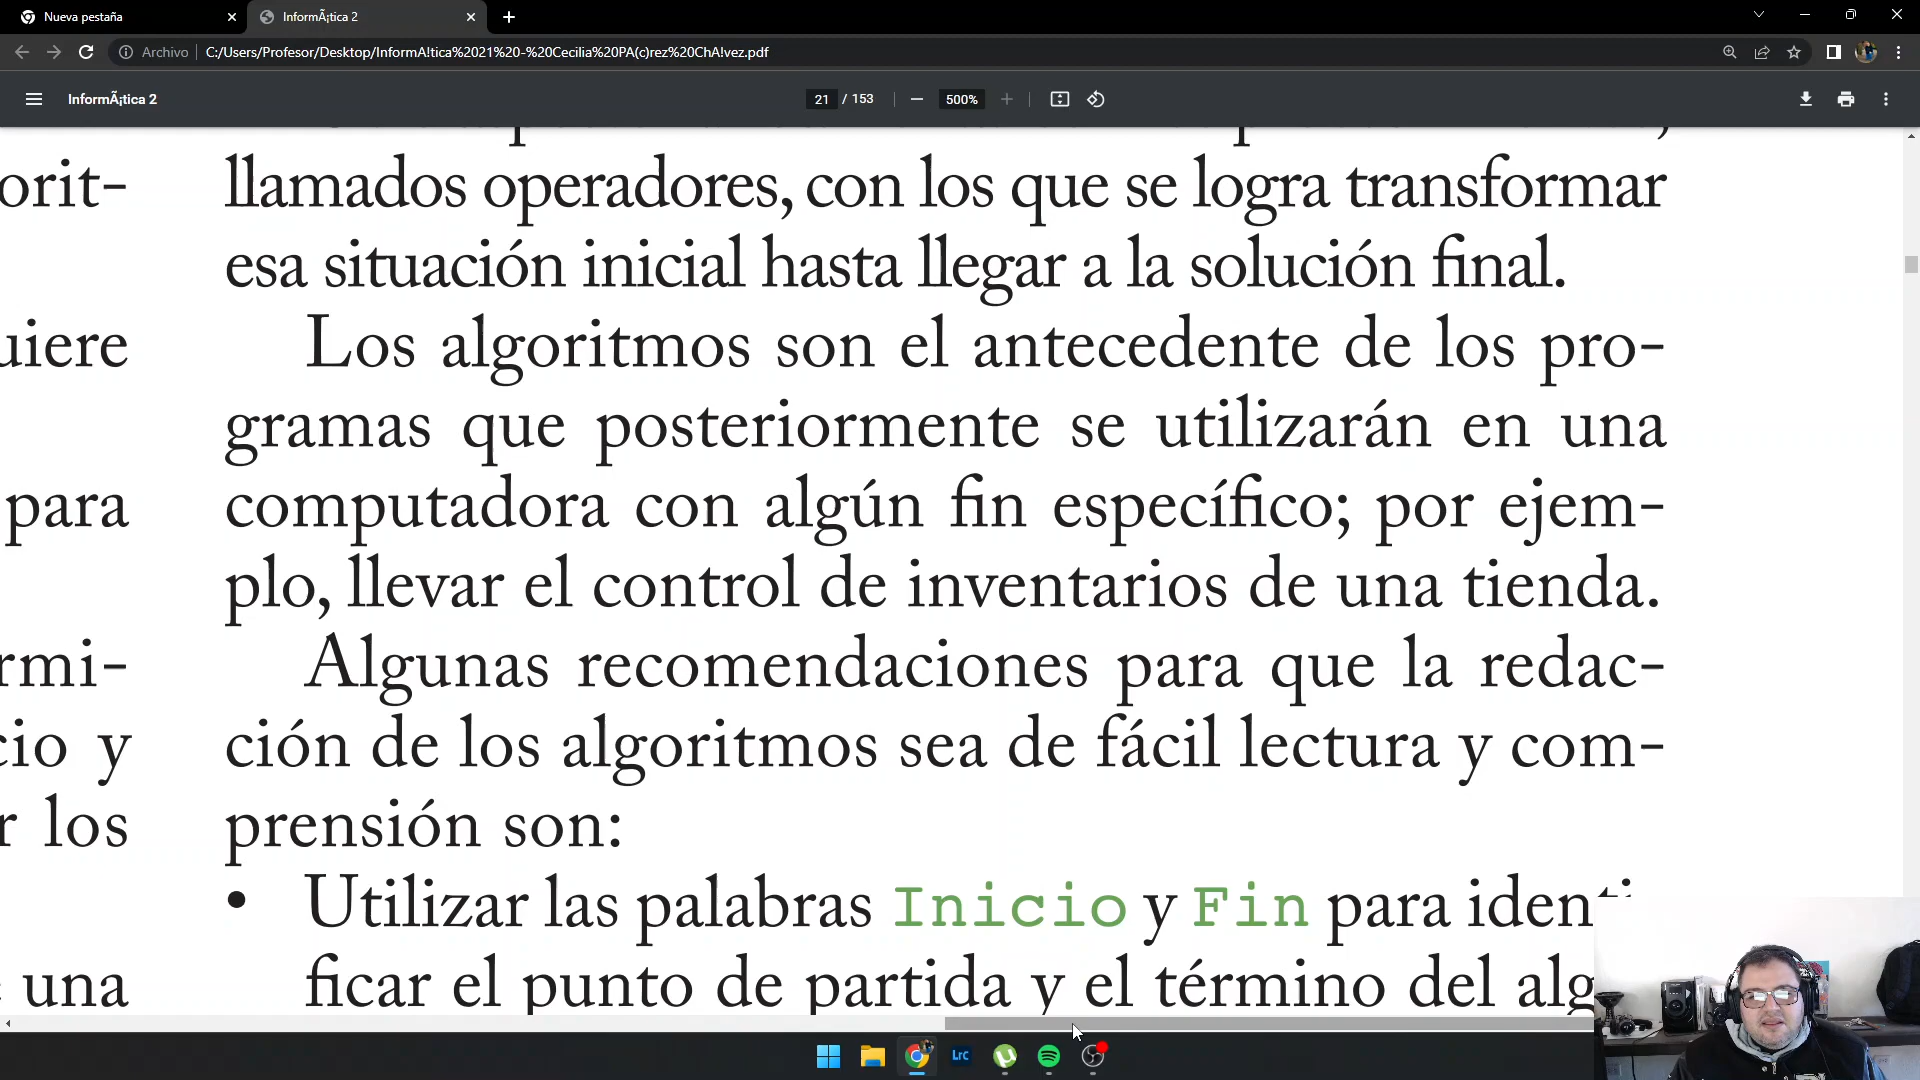 Nueva pestaña
InformÃ¡tica 2
Archivo
C:/Users/Profesor/Desktop/InformA!tica%2021%20-%20Cecilia%20PA(c)rez%20ChA!vez.pdf
InformÃ¡tica 2
21 / 153
500%
llamados operadores, con los que se logra transformar
esa situación inicial hasta llegar a la solución final.
Los algoritmos son el antecedente de los pro-
gramas que posteriormente se utilizarán en una
computadora con algún fin específico; por ejem-
plo, llevar el control de inventarios de una tienda.
Algunas recomendaciones para que la redac-
ción de los algoritmos sea de fácil lectura y com-
prensión son:
• Utilizar las palabras Inicio y Fin para identi
ficar el punto de partida y el término del alg
orit-
uiere
para
rmi-
cio y
r los
una
Lrc